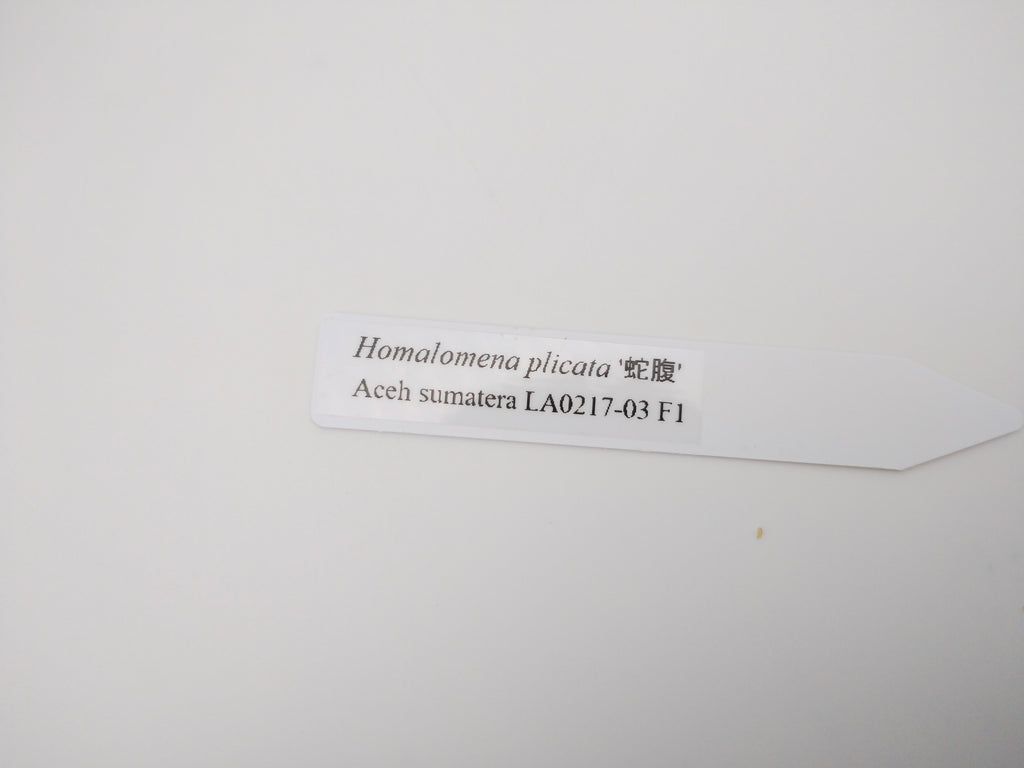 Homalomena plicata '蛇腹'
Aceh sumatera LA0217-03 F1